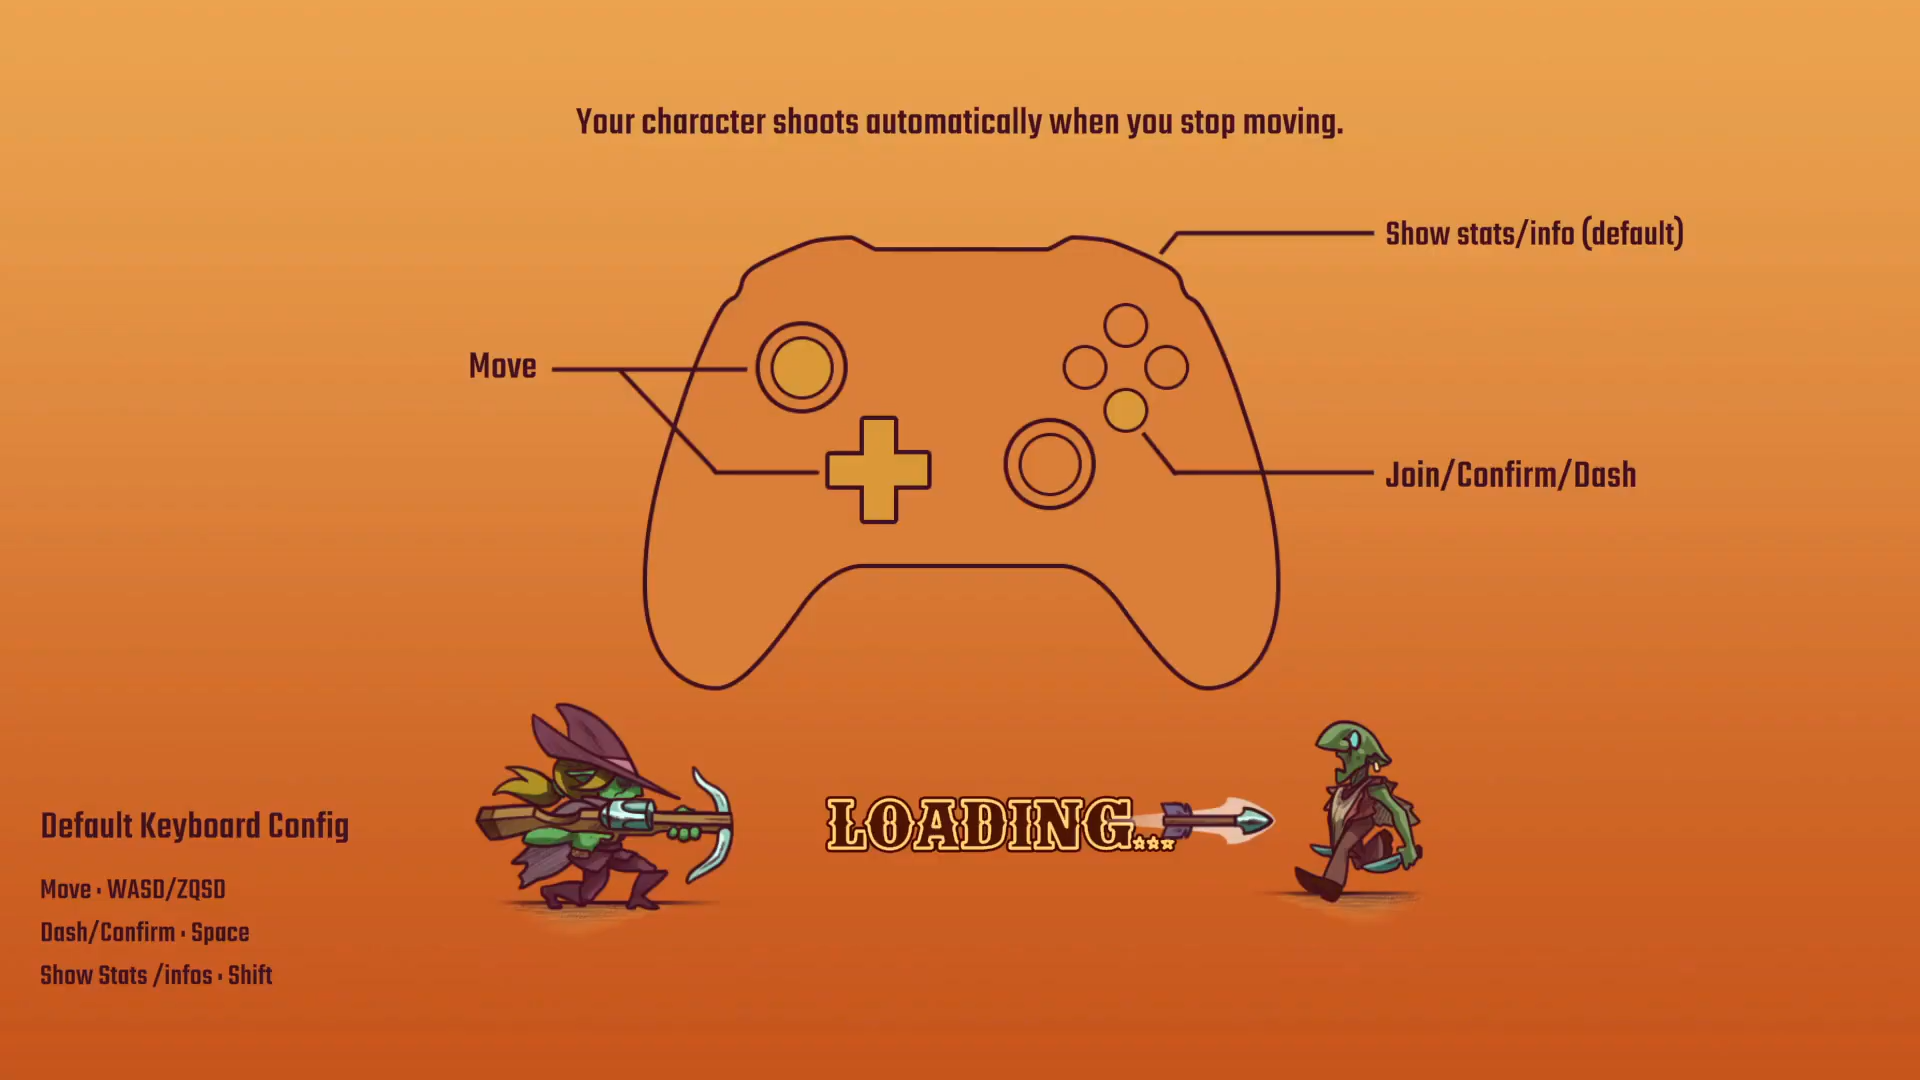 Your character shoots automatically when you stop moving.
Show stats/info (default)
Move
Join/Confirm/Dash
LOADING...
Default Keyboard Config
Move · WASD/ZQSD
Dash/Confirm · Space
Show Stats /infos · Shift